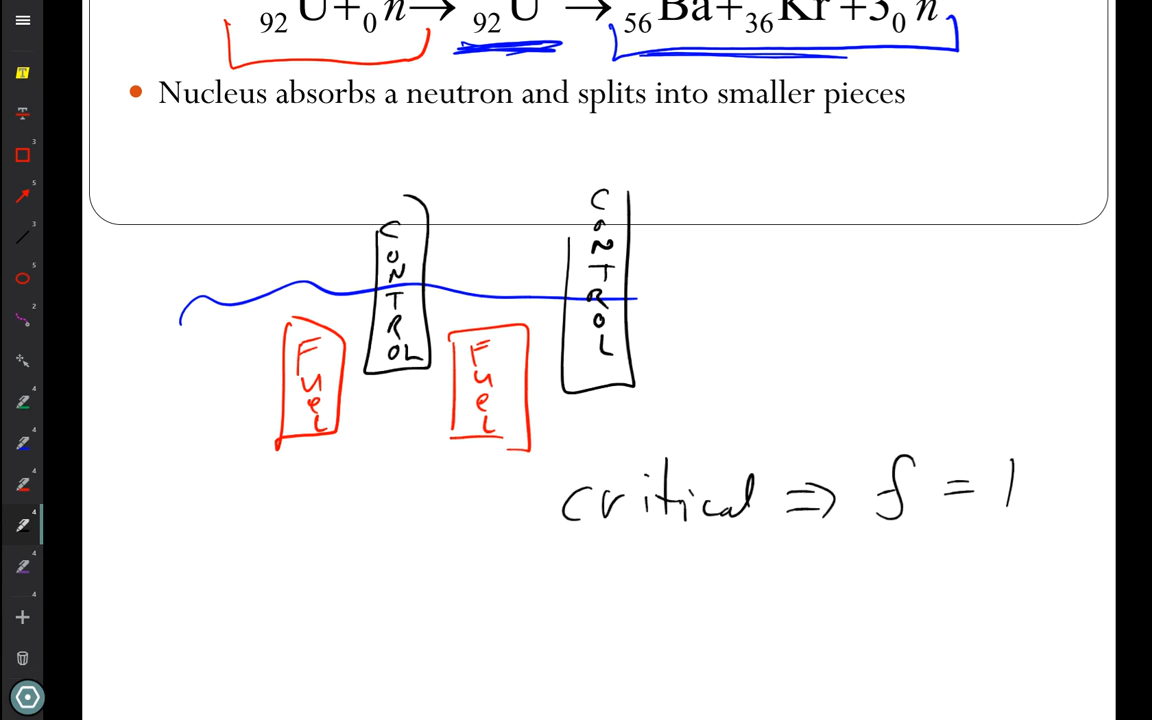 ₉₂U+₀n→ ₉₂U →₅₆Ba+₃₆Kr+3₀n
• Nucleus absorbs a neutron and splits into smaller pieces
CONTROL
CONTROL
Fuel
Fuel
critical ⇒ f = 1